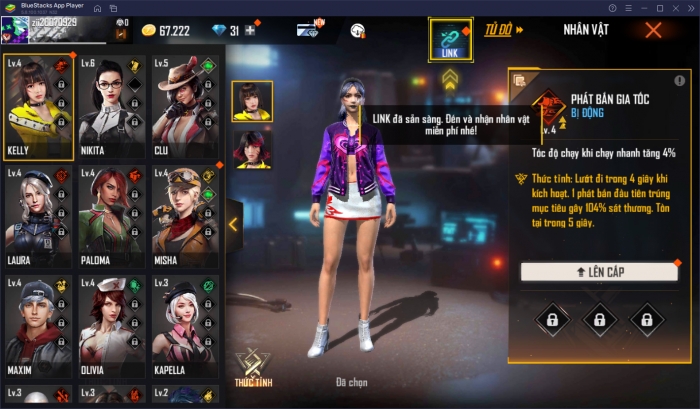 BlueStacks App Player
67.222
31
NEW
LINK
TỦ ĐỒ
NHÂN VẬT
Lv.4
KELLY
Lv.6
NIKITA
Lv.5
CLU
LAURA
Lv.4
PALOMA
Lv.4
MISHA
Lv.4
MAXIM
Lv.4
OLIVIA
Lv.3
KAPELLA
Lv.3
Lv.3
Lv.2
LINK đã sẵn sàng. Đến và nhận nhân vật
miễn phí nhé!
THỨC TỈNH
Đã chọn
PHÁT BẮN GIA TỐC
BỊ ĐỘNG
Lv.4
Tốc độ chạy khi chạy nhanh tăng 4%
Thức tỉnh: Lướt đi trong 4 giây khi
kích hoạt. 1 phát bắn đầu tiên trúng
mục tiêu gây 104% sát thương. Tồn
tại trong 5 giây.
LÊN CẤP